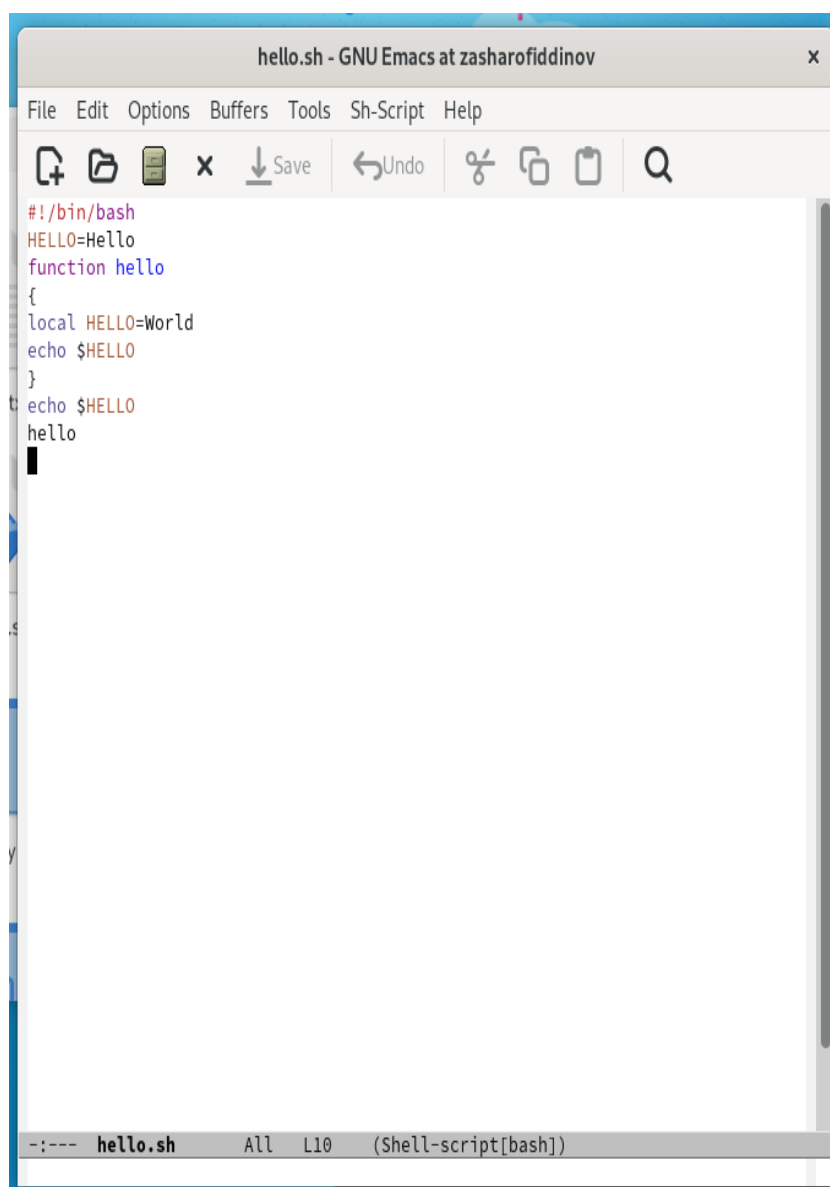 hello.sh - GNU Emacs at zasharofiddinov x
File Edit Options Buffers Tools Sh-Script Help
Save Undo
#!/bin/bash
HELLO=Hello
function hello
{
local HELLO=World
echo $HELLO
}
echo $HELLO
hello
-:--- hello.sh All L10 (Shell-script[bash])